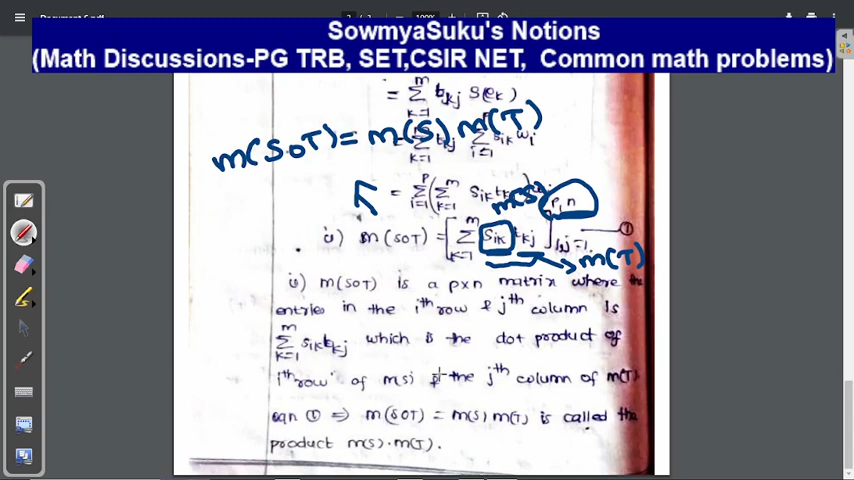 SowmyaSuku's Notions
(Math Discussions-PG TRB, SET,CSIR NET, Common math problems)
= Σ_{k=1}^{m} t_{kj} S(e_k)
m(SoT) = m(S) m(T)
= Σ_{k=1}^{m} t_{kj} Σ_{i=1}^{p} s_{ik} w_i
= Σ_{i=1}^{p} ( Σ_{k=1}^{m} s_{ik} t_{kj}
m(S)
m(SOT) = [ Σ_{k=1}^{m} s_{ik} t_{kj} ]_{i,j=1}^{p,n} ①
m(T)
m(SOT) is a pxn matrix where the
entries in the i^{th} row & j^{th} column is
Σ_{k=1}^{m} s_{ik} t_{kj} which is the dot product of
i^{th} row of m(S) & the j^{th} column of m(T)
eqn ① ⇒ m(SOT) = m(S) m(T) is called the
product m(S)·m(T).